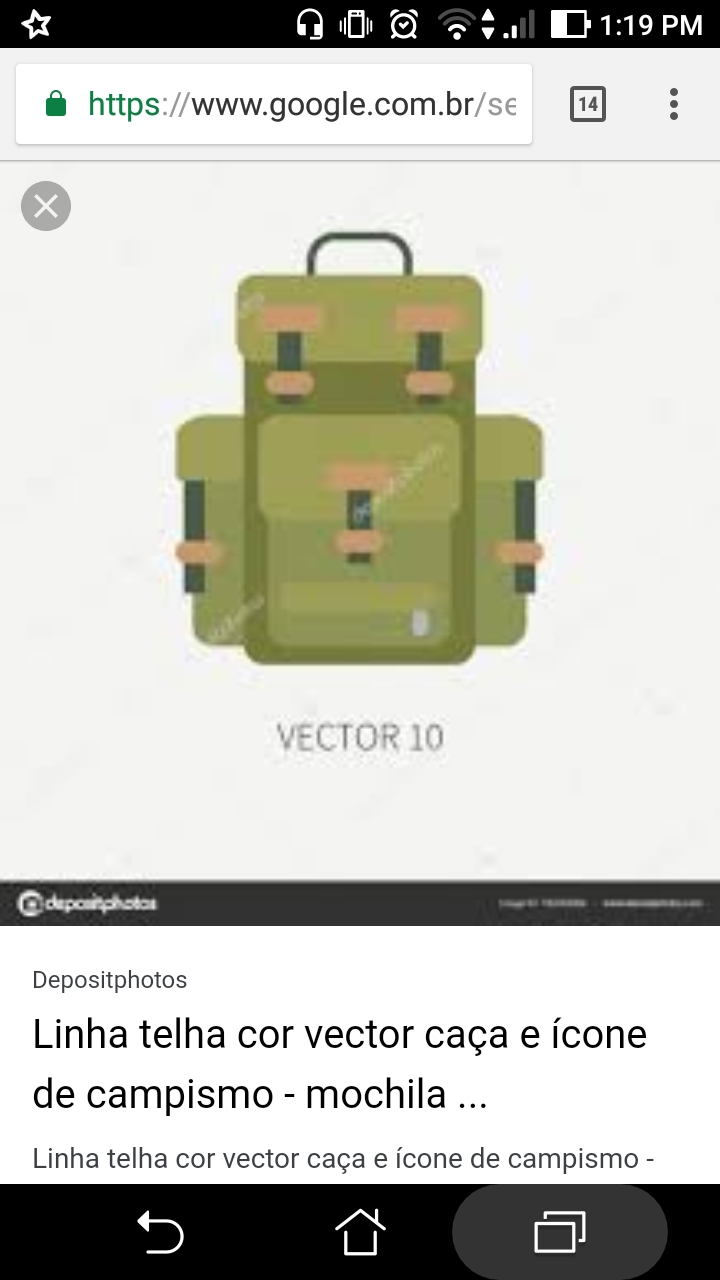 1:19 PM
https://www.google.com.br/se
14
VECTOR 10
depositphotos
Depositphotos
Linha telha cor vector caça e ícone
de campismo - mochila ...
Linha telha cor vector caça e ícone de campismo -